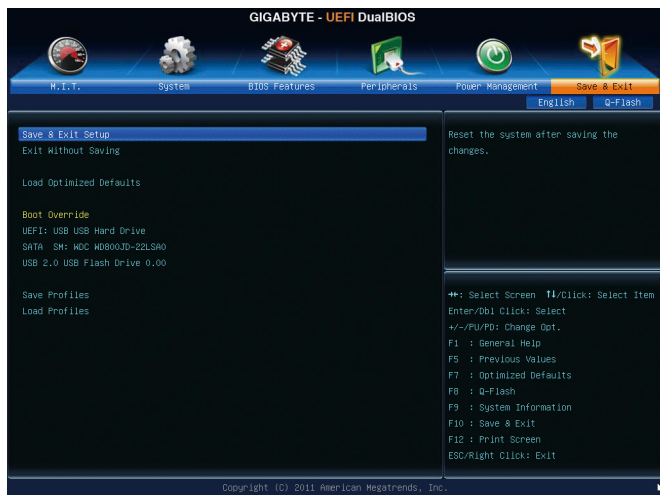 GIGABYTE - UEFI DualBIOS
M.I.T.
System
BIOS Features
Peripherals
Power Management
Save & Exit
English
Q-Flash
Save & Exit Setup
Exit Without Saving
Load Optimized Defaults
Boot Override
UEFI: USB USB Hard Drive
SATA SM: WDC WD800JD-22LSA0
USB 2.0 USB Flash Drive 0.00
Save Profiles
Load Profiles
Reset the system after saving the
changes.
→←: Select Screen ↑↓/Click: Select Item
Enter/Dbl Click: Select
+/-/PU/PD: Change Opt.
F1 : General Help
F5 : Previous Values
F7 : Optimized Defaults
F8 : Q-Flash
F9 : System Information
F10 : Save & Exit
F12 : Print Screen
ESC/Right Click: Exit
Copyright (C) 2011 American Megatrends, Inc.